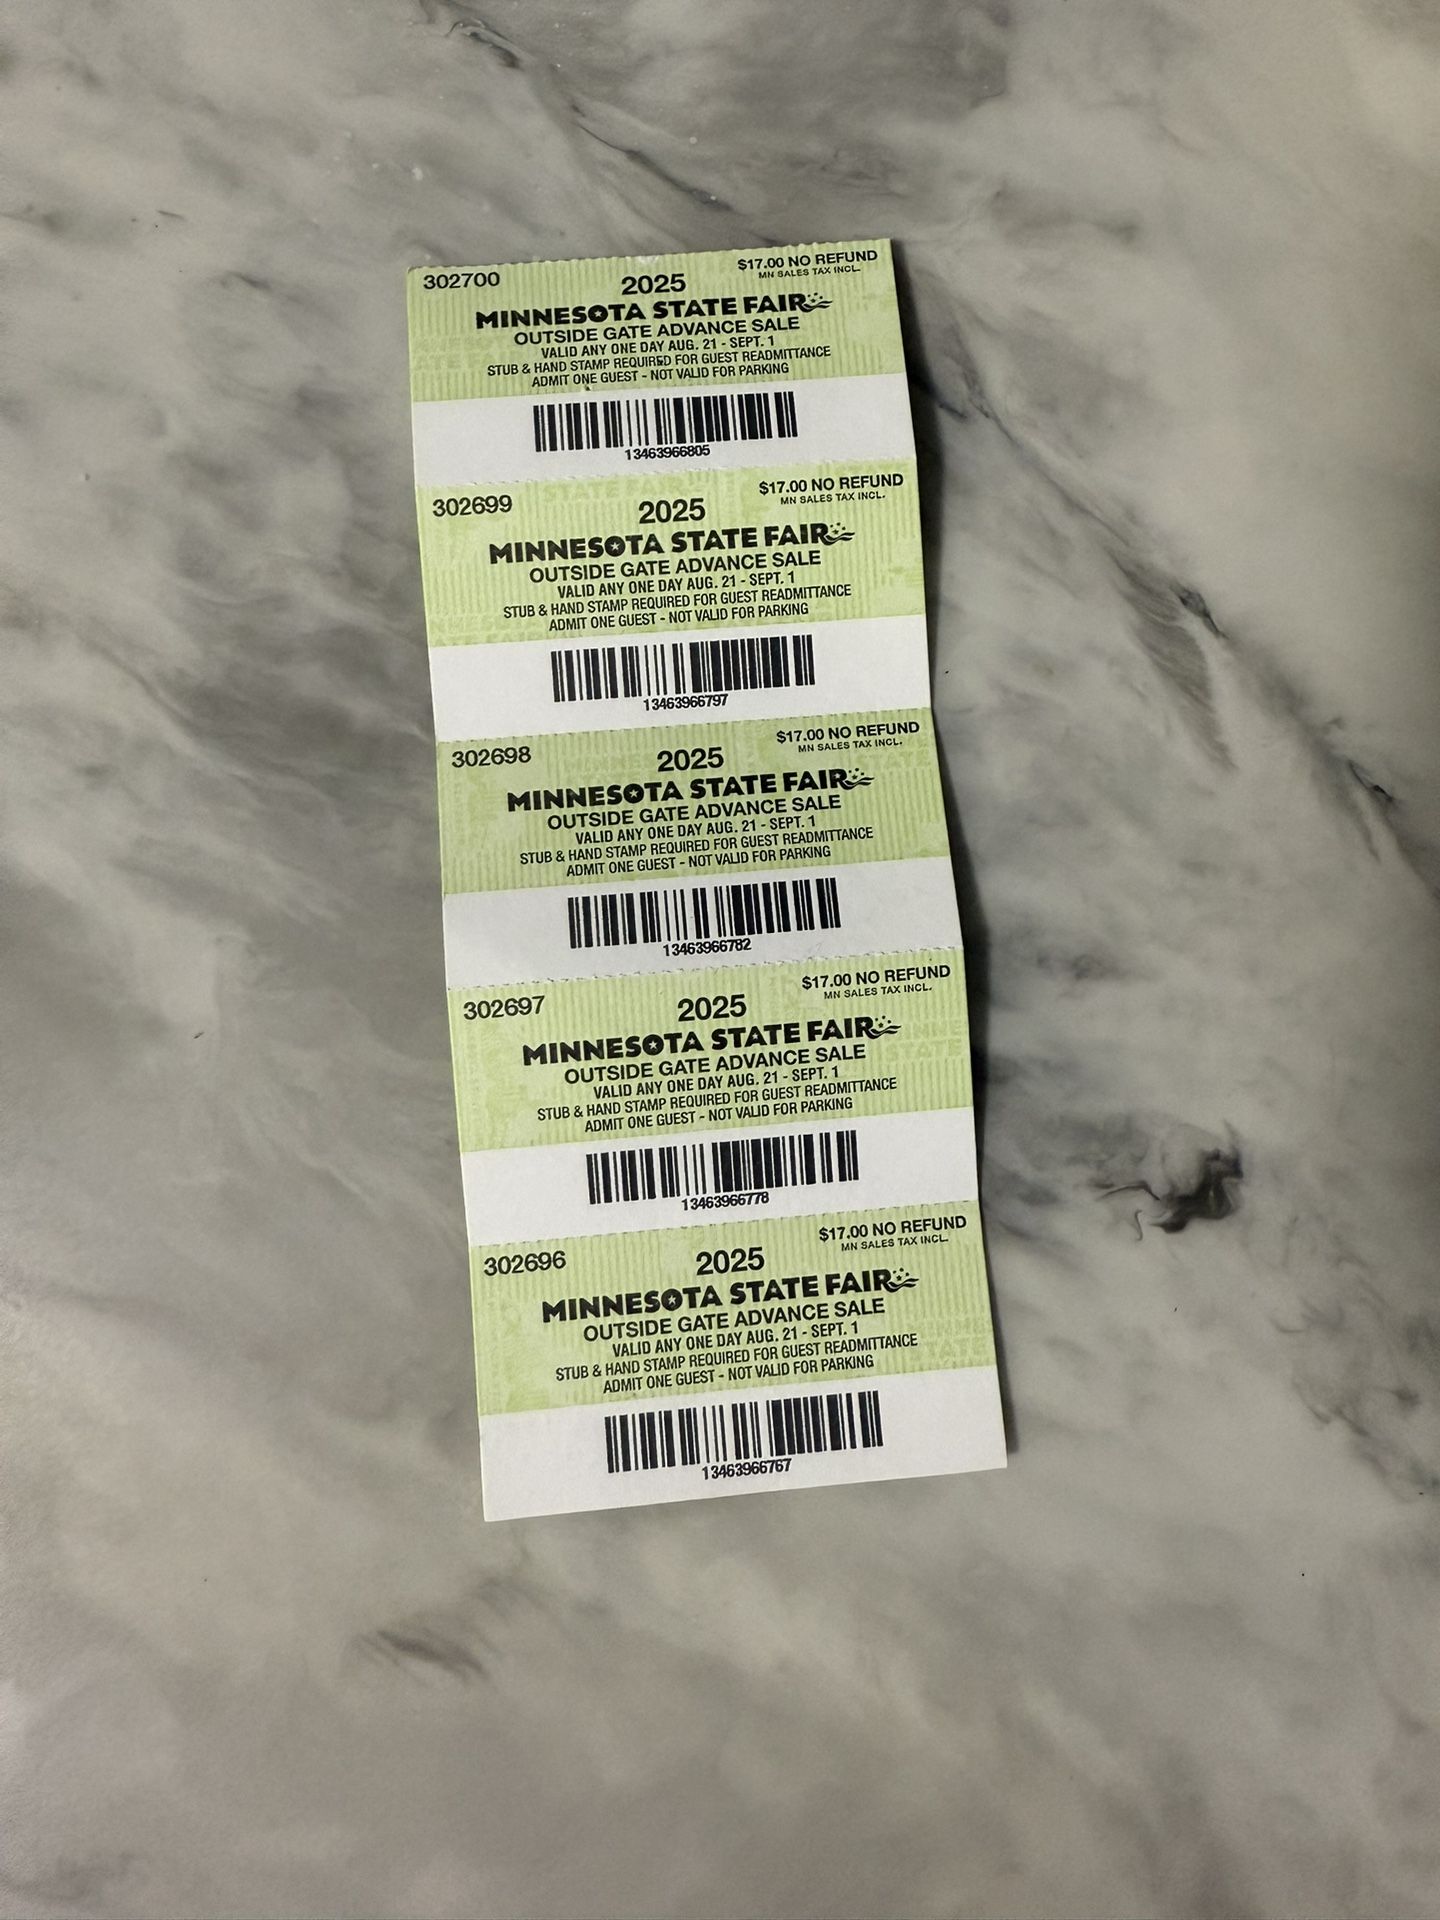 302700
$17.00 NO REFUND
MN SALES TAX INCL.
2025
MINNESOTA STATE FAIR
OUTSIDE GATE ADVANCE SALE
VALID ANY ONE DAY AUG. 21 - SEPT. 1
STUB & HAND STAMP REQUIRED FOR GUEST READMITTANCE
ADMIT ONE GUEST - NOT VALID FOR PARKING
13463966805
302699
$17.00 NO REFUND
MN SALES TAX INCL.
2025
MINNESOTA STATE FAIR
OUTSIDE GATE ADVANCE SALE
VALID ANY ONE DAY AUG. 21 - SEPT. 1
STUB & HAND STAMP REQUIRED FOR GUEST READMITTANCE
ADMIT ONE GUEST - NOT VALID FOR PARKING
13463966797
302698
$17.00 NO REFUND
MN SALES TAX INCL.
2025
MINNESOTA STATE FAIR
OUTSIDE GATE ADVANCE SALE
VALID ANY ONE DAY AUG. 21 - SEPT. 1
STUB & HAND STAMP REQUIRED FOR GUEST READMITTANCE
ADMIT ONE GUEST - NOT VALID FOR PARKING
13463966782
302697
$17.00 NO REFUND
MN SALES TAX INCL.
2025
MINNESOTA STATE FAIR
OUTSIDE GATE ADVANCE SALE
VALID ANY ONE DAY AUG. 21 - SEPT. 1
STUB & HAND STAMP REQUIRED FOR GUEST READMITTANCE
ADMIT ONE GUEST - NOT VALID FOR PARKING
13463966778
302696
$17.00 NO REFUND
MN SALES TAX INCL.
2025
MINNESOTA STATE FAIR
OUTSIDE GATE ADVANCE SALE
VALID ANY ONE DAY AUG. 21 - SEPT. 1
STUB & HAND STAMP REQUIRED FOR GUEST READMITTANCE
ADMIT ONE GUEST - NOT VALID FOR PARKING
13463966767